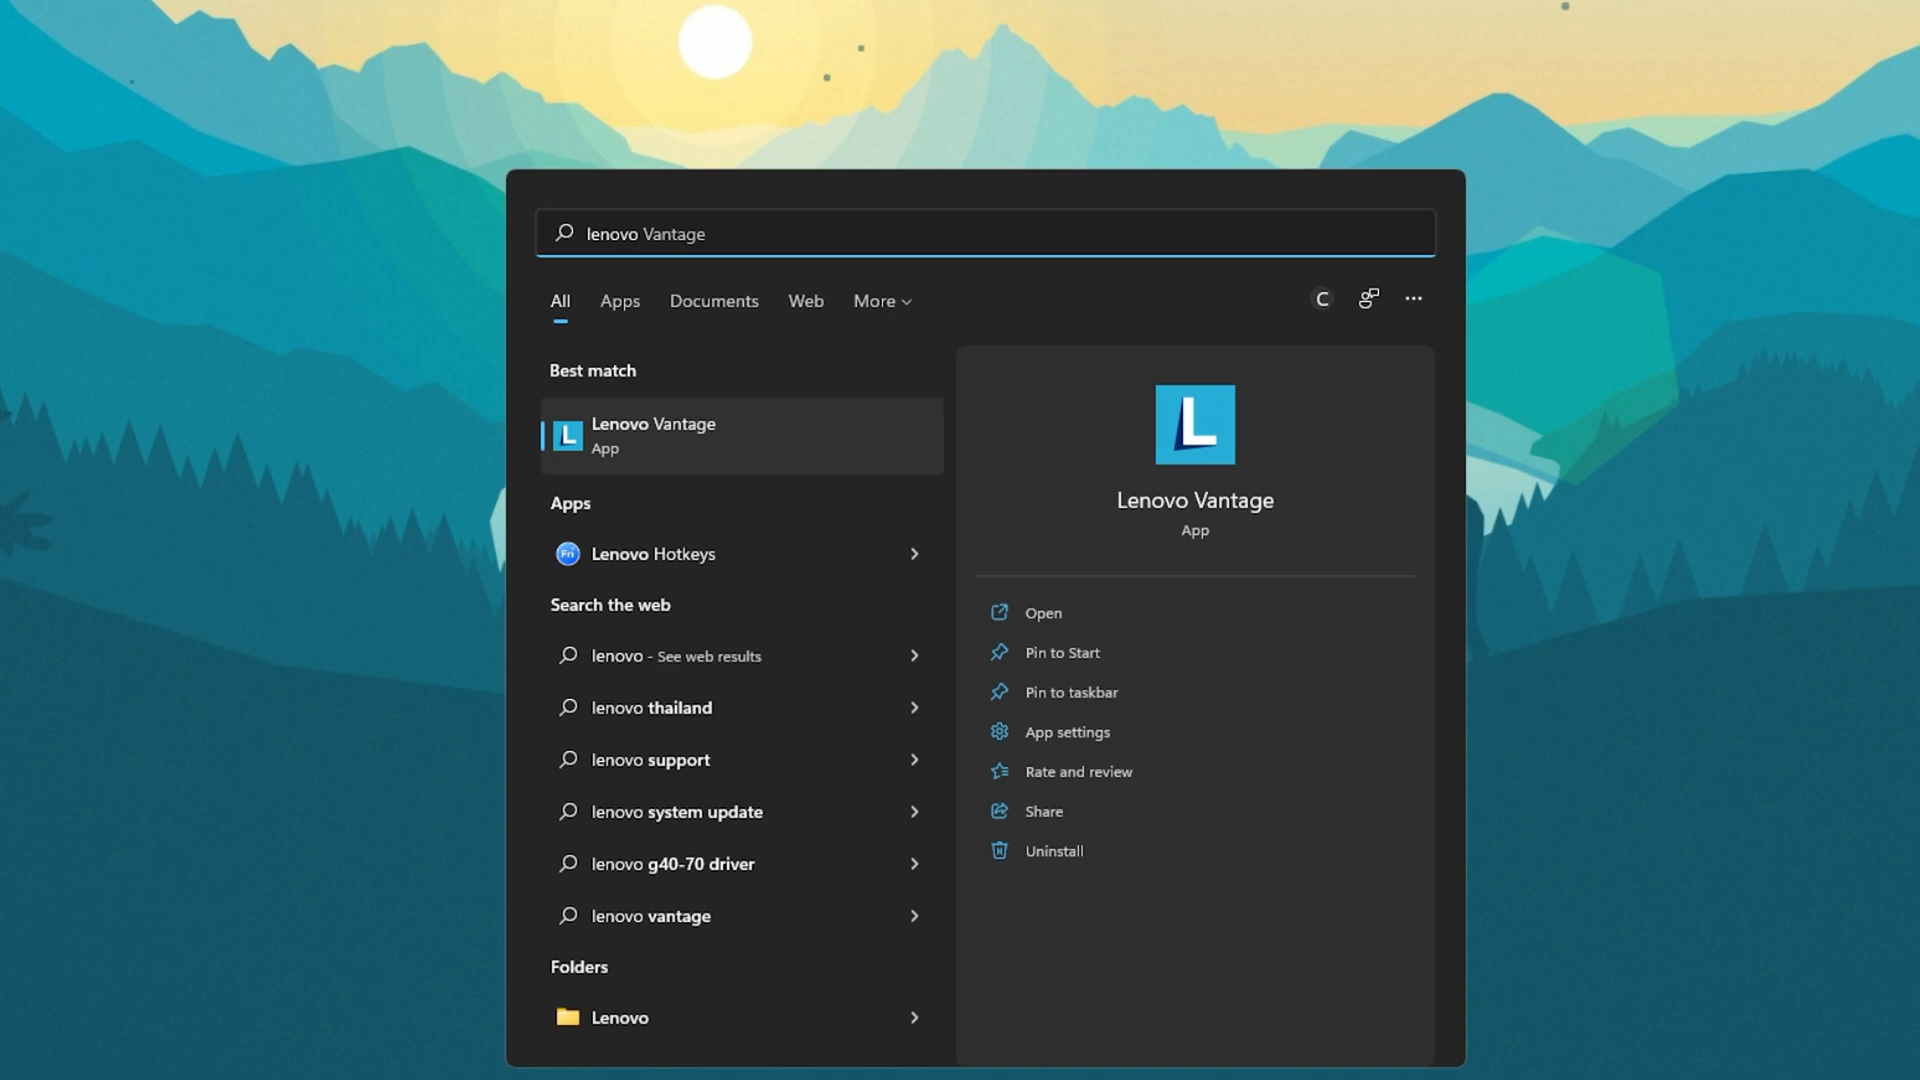 lenovo Vantage
All Apps Documents Web More
C
Best match
Lenovo Vantage
App
Apps
Fn
Lenovo Hotkeys
Search the web
lenovo - See web results
lenovo thailand
lenovo support
lenovo system update
lenovo g40-70 driver
lenovo vantage
Folders
Lenovo
L
Lenovo Vantage
App
Open
Pin to Start
Pin to taskbar
App settings
Rate and review
Share
Uninstall